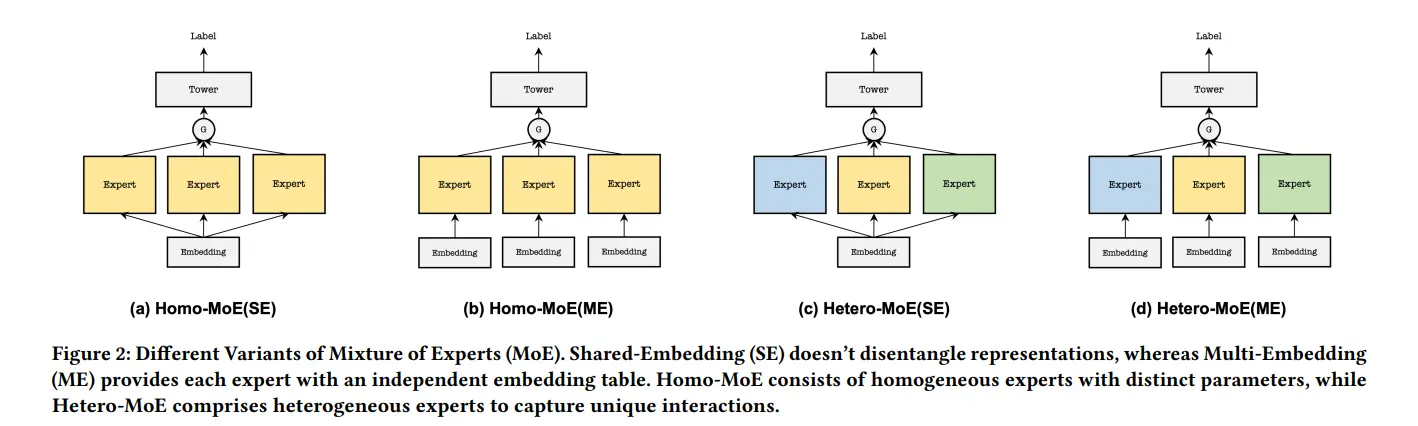 Label Label Label Label
Tower Tower Tower Tower
G G G G
Expert Expert Expert Expert Expert Expert Expert Expert Expert Expert Expert Expert
Embedding Embedding Embedding Embedding Embedding Embedding Embedding Embedding
(a) Homo-MoE(SE) (b) Homo-MoE(ME) (c) Hetero-MoE(SE) (d) Hetero-MoE(ME)
Figure 2: Different Variants of Mixture of Experts (MoE). Shared-Embedding (SE) doesn't disentangle representations, whereas Multi-Embedding
(ME) provides each expert with an independent embedding table. Homo-MoE consists of homogeneous experts with distinct parameters, while
Hetero-MoE comprises heterogeneous experts to capture unique interactions.